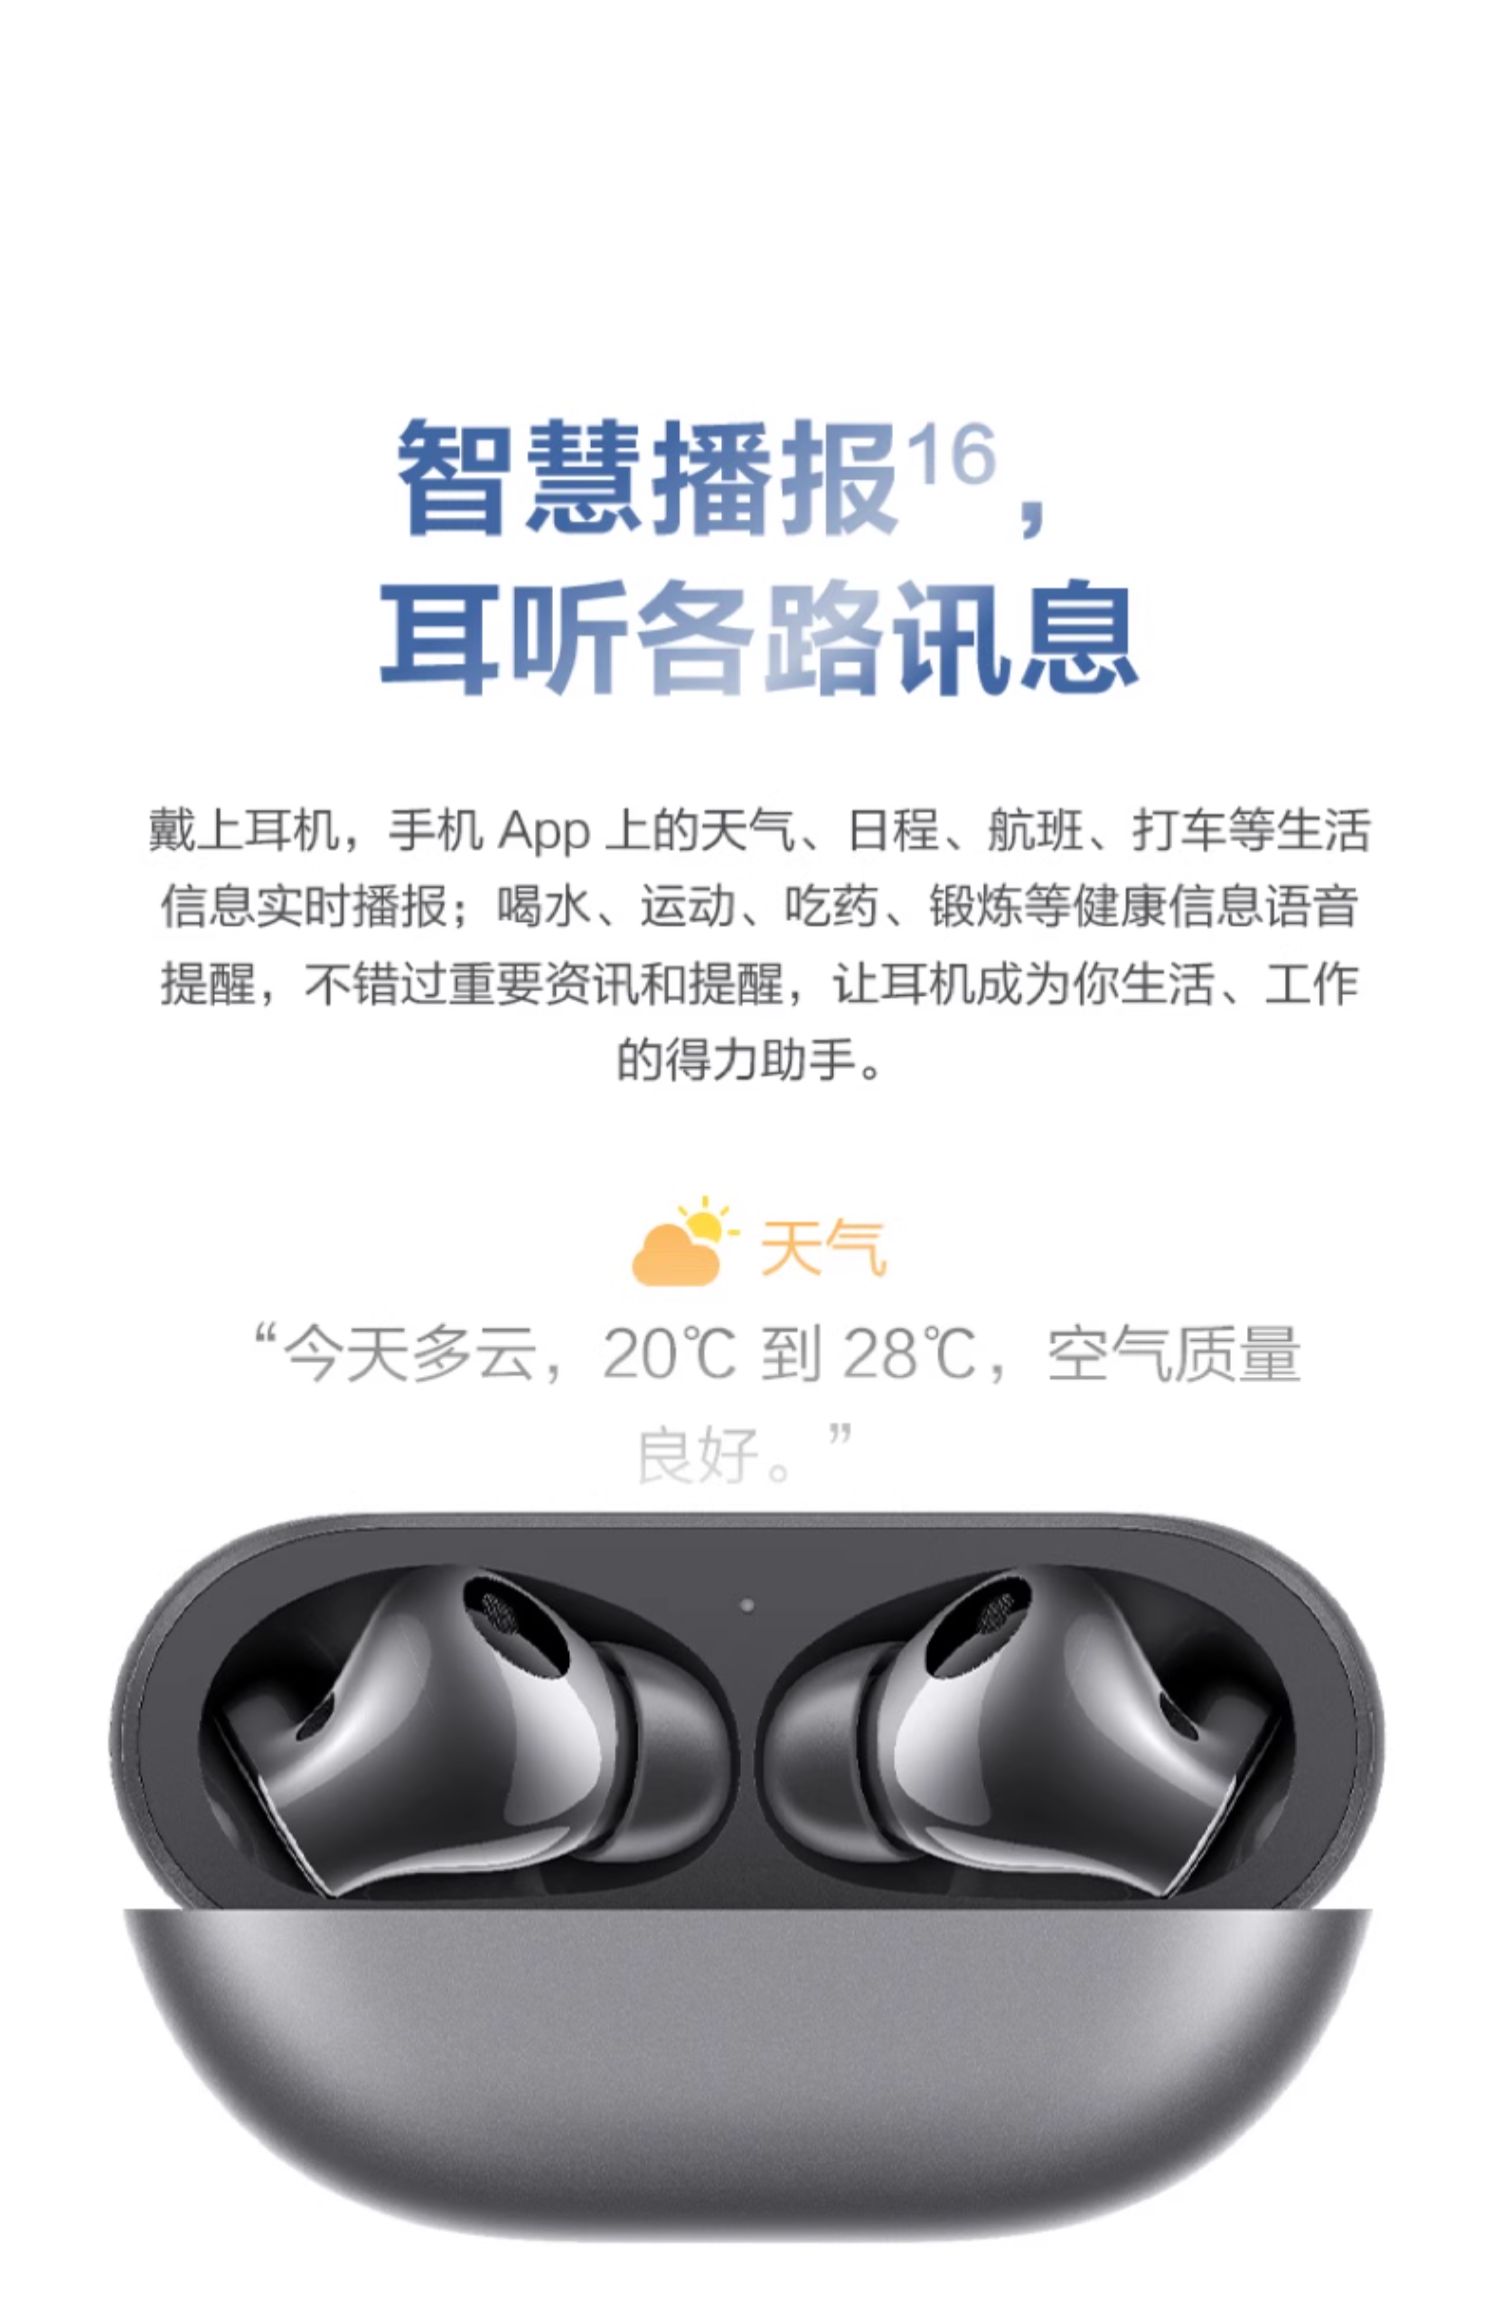 智慧播报16，
耳听各路讯息
戴上耳机，手机 App 上的天气、日程、航班、打车等生活
信息实时播报；喝水、运动、吃药、锻炼等健康信息语音
提醒，不错过重要资讯和提醒，让耳机成为你生活、工作
的得力助手。
天气
“今天多云，20℃ 到 28℃，空气质量
良好。”